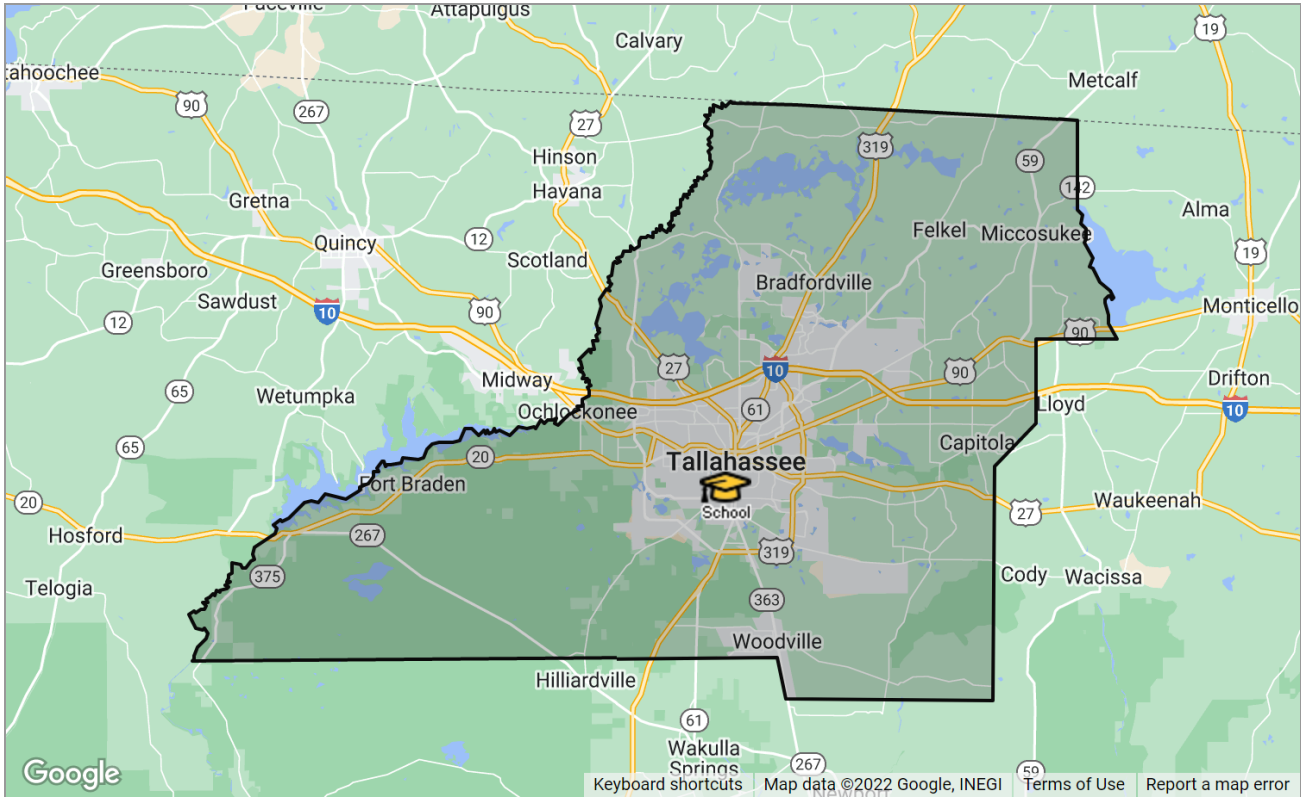 Faceville
Attapulgus
Calvary
19
tahoochee
Metcalf
90
267
27
319
Hinson
59
Havana
142
Gretna
Alma
Felkel
Miccosukee
Quincy
12
19
Scotland
Greensboro
Bradfordville
Sawdust
10
90
Monticello
12
90
27
10
90
Midway
Drifton
65
Wetumpka
Ochlockonee
61
Lloyd
10
65
Capitola
20
Tallahassee
Fort Braden
20
School
27
Waukeenah
Hosford
267
319
375
Cody
Wacissa
Telogia
363
Woodville
Hilliardville
61
Wakulla
Springs
267
59
Google
Newport
Keyboard shortcuts
Map data ©2022 Google, INEGI
Terms of Use
Report a map error